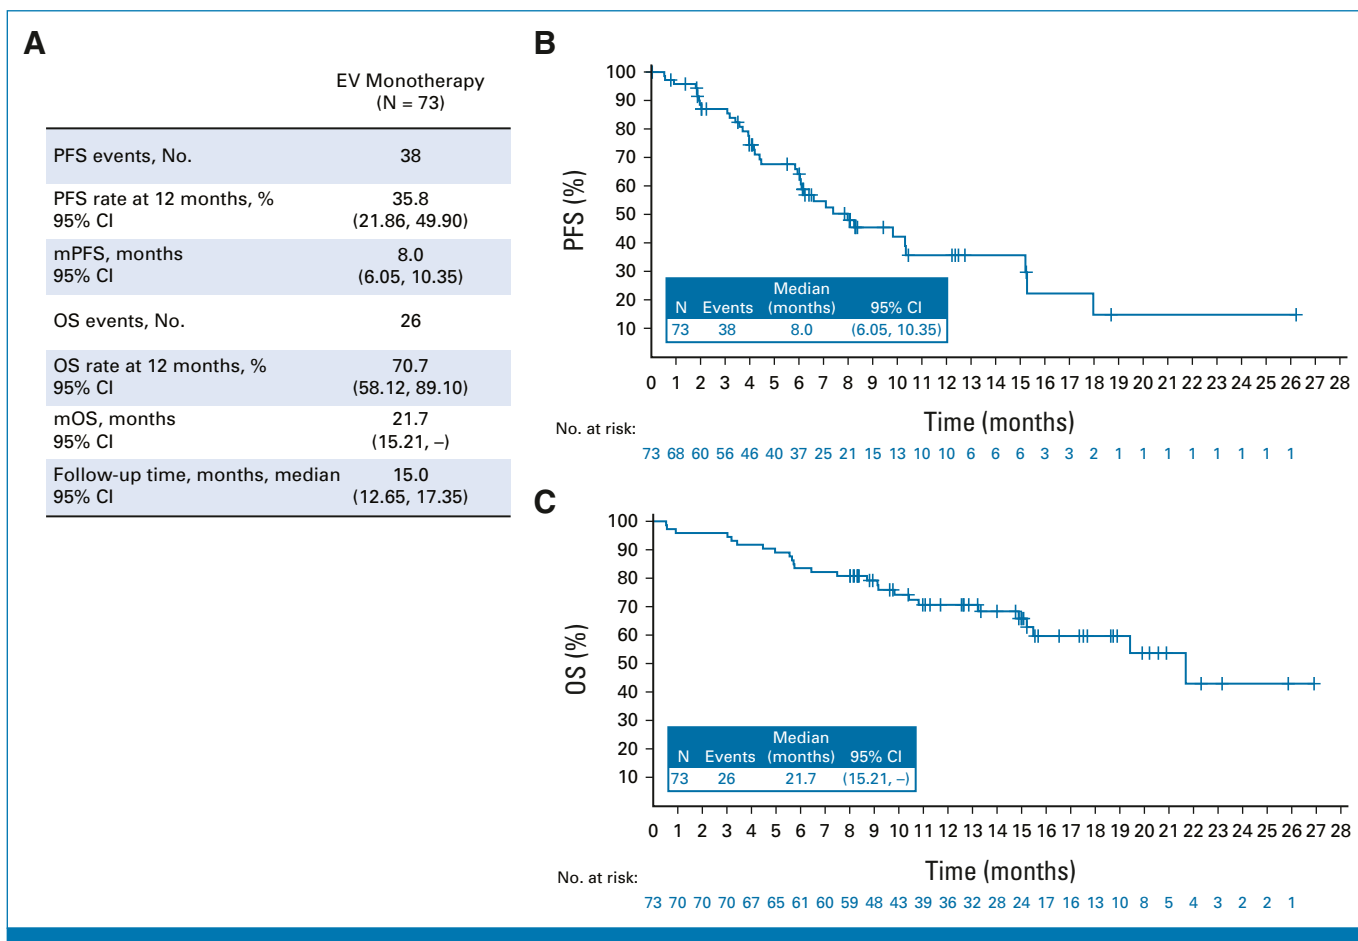 A
EV Monotherapy
(N = 73)
PFS events, No. 38
PFS rate at 12 months, % 35.8
95% CI (21.86, 49.90)
mPFS, months 8.0
95% CI (6.05, 10.35)
OS events, No. 26
OS rate at 12 months, % 70.7
95% CI (58.12, 89.10)
mOS, months 21.7
95% CI (15.21, –)
Follow-up time, months, median 15.0
95% CI (12.65, 17.35)
B
PFS (%)
100
90
80
70
60
50
40
30
20
10
Median
N Events (months) 95% CI
73 38 8.0 (6.05, 10.35)
0 1 2 3 4 5 6 7 8 9 10 11 12 13 14 15 16 17 18 19 20 21 22 23 24 25 26 27 28
Time (months)
No. at risk:
73 68 60 56 46 40 37 25 21 15 13 10 10 6 6 6 3 3 2 1 1 1 1 1 1 1 1
C
OS (%)
100
90
80
70
60
50
40
30
20
10
Median
N Events (months) 95% CI
73 26 21.7 (15.21, –)
0 1 2 3 4 5 6 7 8 9 10 11 12 13 14 15 16 17 18 19 20 21 22 23 24 25 26 27 28
Time (months)
No. at risk:
73 70 70 70 67 65 61 60 59 48 43 39 36 32 28 24 17 16 13 10 8 5 4 3 2 2 1